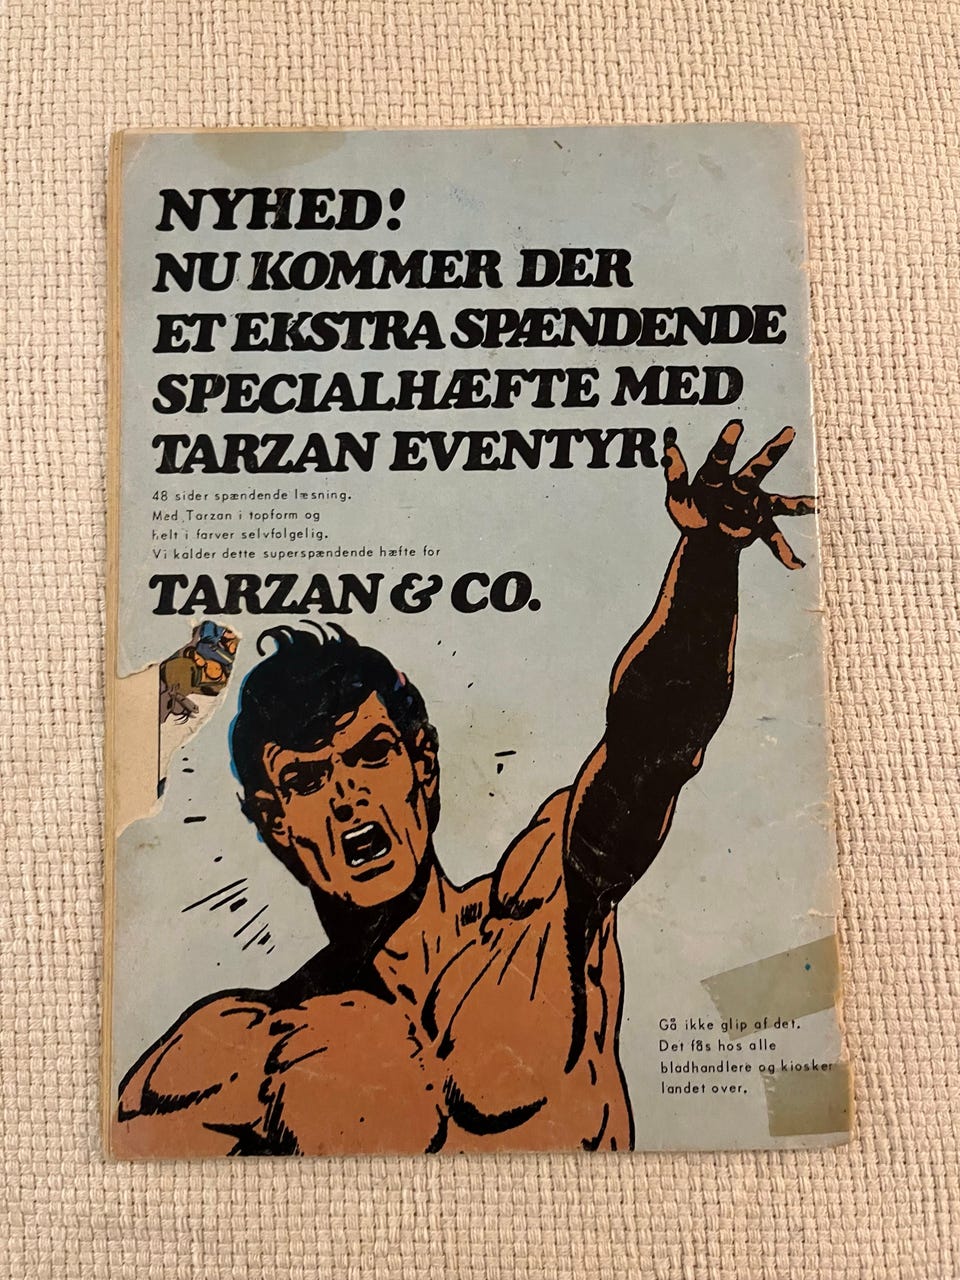 NYHED!
NU KOMMER DER
ET EKSTRA SPÆNDENDE
SPECIALHÆFTE MED
TARZAN EVENTYR!
48 sider spændende læsning.
Med Tarzan i topform og
helt i farver selvfølgelig.
Vi kalder dette superspændende hæfte for
TARZAN & CO.
Gå ikke glip af det.
Det fås hos alle
bladhandlere og kiosker
landet over.